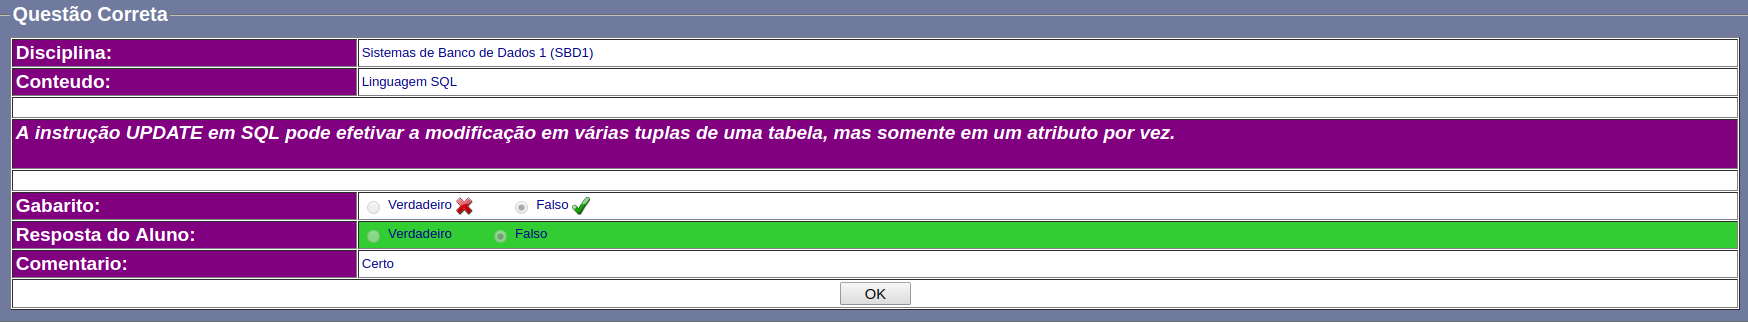 Questão Correta
Disciplina: Sistemas de Banco de Dados 1 (SBD1)
Conteudo: Linguagem SQL
A instrução UPDATE em SQL pode efetivar a modificação em várias tuplas de uma tabela, mas somente em um atributo por vez.
Gabarito: Verdadeiro Falso
Resposta do Aluno: Verdadeiro Falso
Comentario: Certo
OK